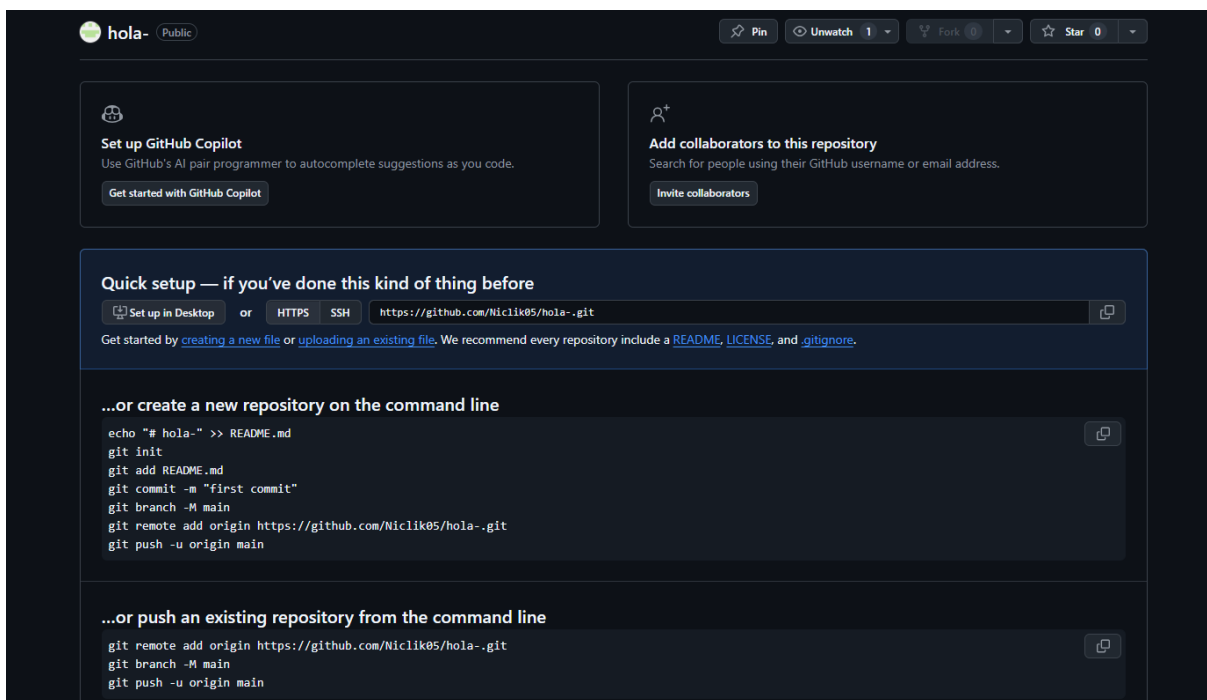 hola- Public
Pin Unwatch 1 Fork 0 Star 0
Set up GitHub Copilot
Use GitHub's AI pair programmer to autocomplete suggestions as you code.
Get started with GitHub Copilot
Add collaborators to this repository
Search for people using their GitHub username or email address.
Invite collaborators
Quick setup — if you've done this kind of thing before
Set up in Desktop or HTTPS SSH https://github.com/Niclik05/hola-.git
Get started by creating a new file or uploading an existing file. We recommend every repository include a README, LICENSE, and .gitignore.
...or create a new repository on the command line
echo "# hola-" >> README.md
git init
git add README.md
git commit -m "first commit"
git branch -M main
git remote add origin https://github.com/Niclik05/hola-.git
git push -u origin main
...or push an existing repository from the command line
git remote add origin https://github.com/Niclik05/hola-.git
git branch -M main
git push -u origin main